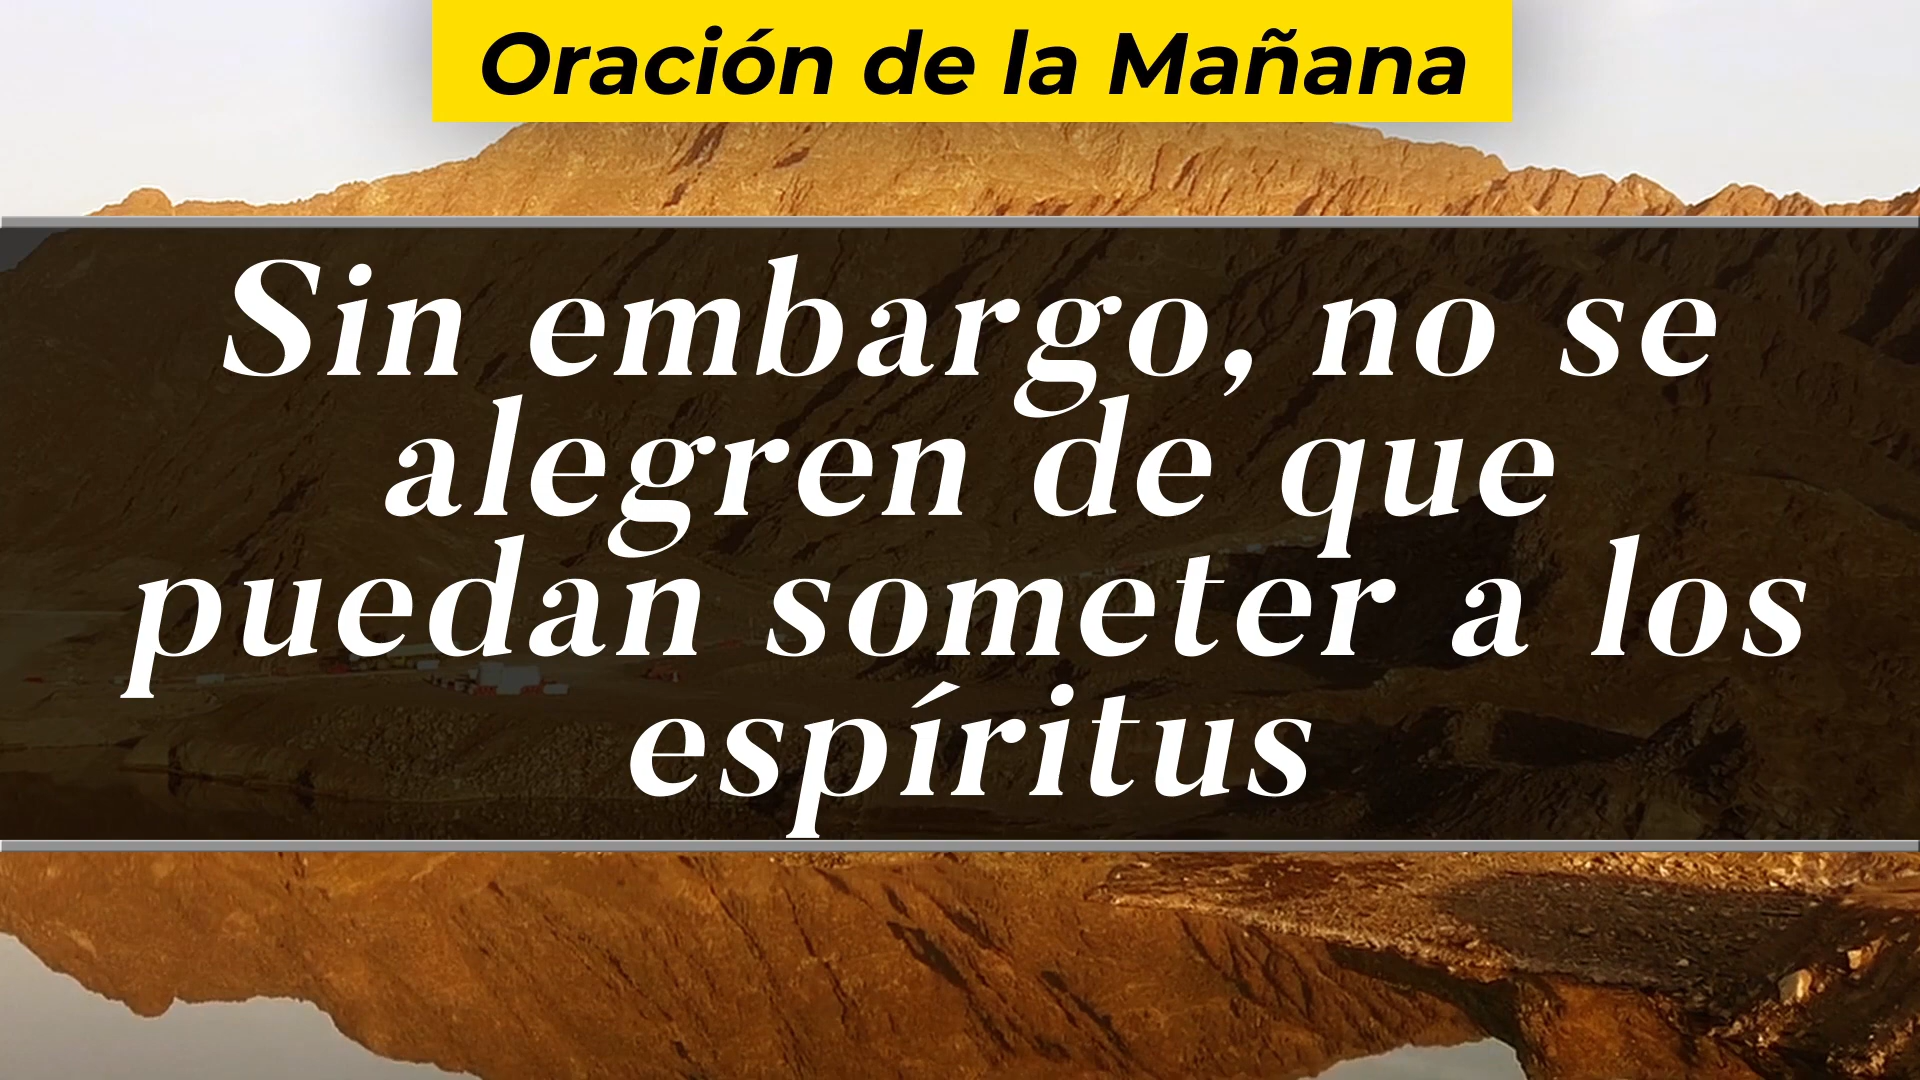 Oración de la Mañana
Sin embargo, no se
alegren de que
puedan someter a los
espíritus